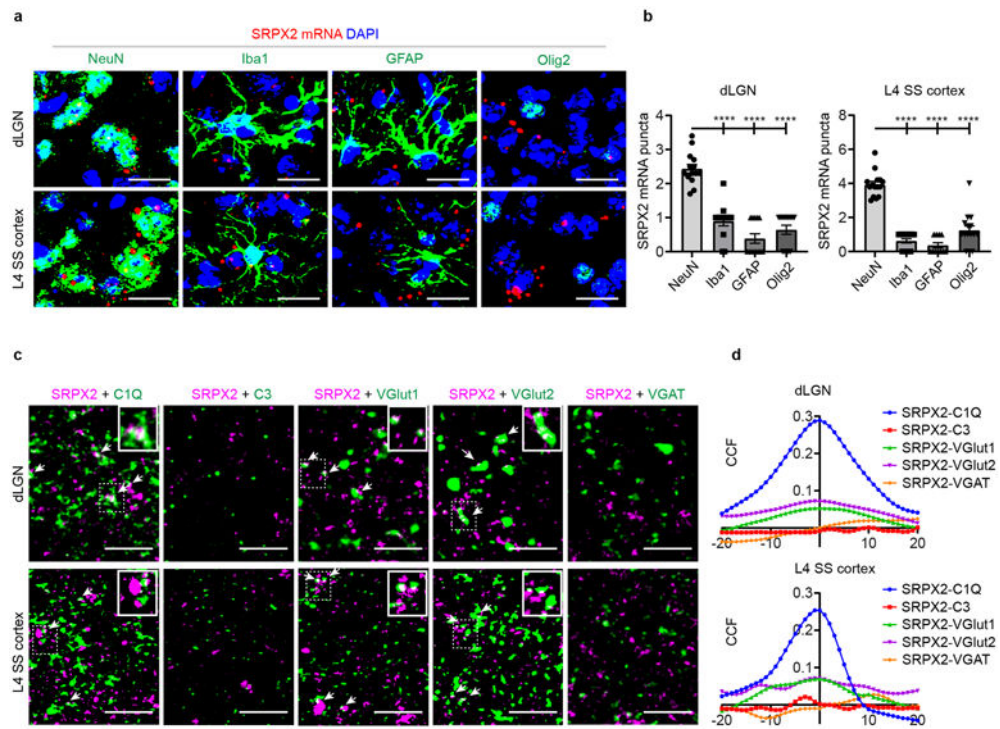 a
SRPX2 mRNA DAPI
NeuN Iba1 GFAP Olig2
dLGN
L4 SS cortex
b
dLGN
SRPX2 mRNA puncta
4
3
2
1
0
**** **** ****
NeuN Iba1 GFAP Olig2
L4 SS cortex
SRPX2 mRNA puncta
8
6
4
2
0
**** **** ****
NeuN Iba1 GFAP Olig2
c
SRPX2 + C1Q SRPX2 + C3 SRPX2 + VGlut1 SRPX2 + VGlut2 SRPX2 + VGAT
dLGN
L4 SS cortex
d
dLGN
CCF
0.3
0.2
0.1
-20 -10 0 10 20
SRPX2-C1Q
SRPX2-C3
SRPX2-VGlut1
SRPX2-VGlut2
SRPX2-VGAT
L4 SS cortex
CCF
0.3
0.2
0.1
-20 -10 0 10 20
SRPX2-C1Q
SRPX2-C3
SRPX2-VGlut1
SRPX2-VGlut2
SRPX2-VGAT